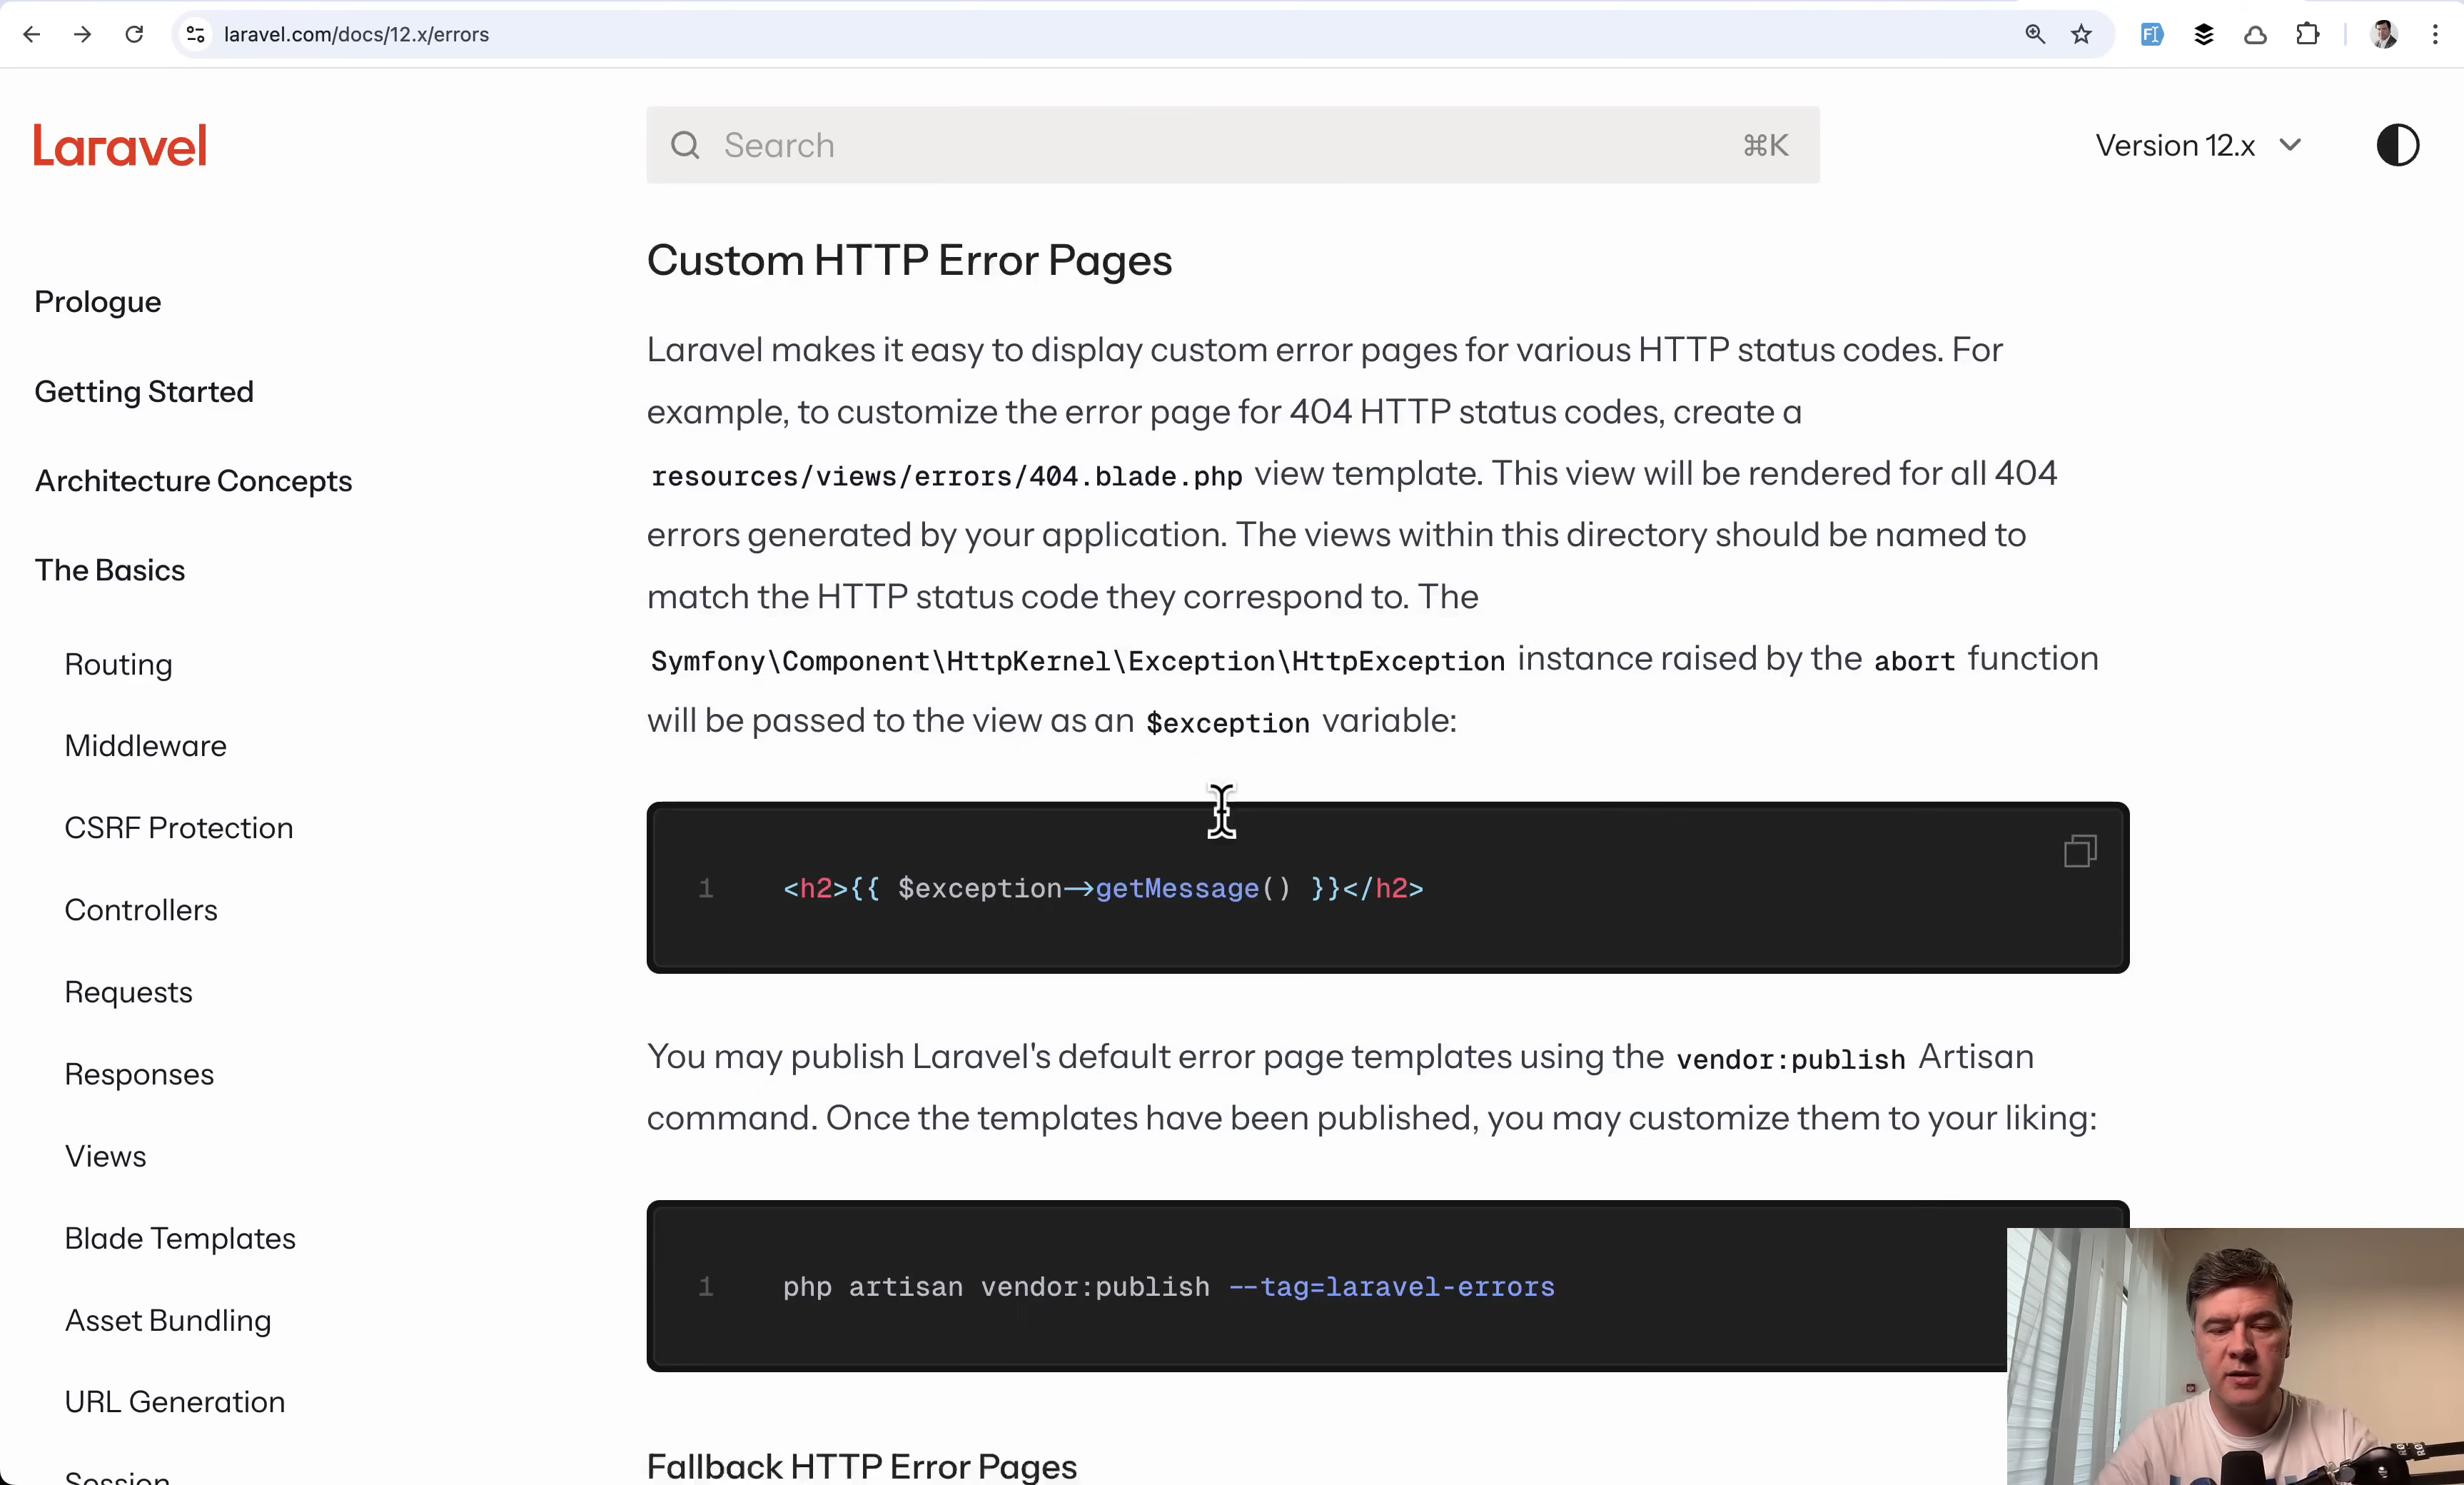 laravel.com/docs/12.x/errors
Laravel
Search
⌘K
Version 12.x
Prologue
Getting Started
Architecture Concepts
The Basics
Routing
Middleware
CSRF Protection
Controllers
Requests
Responses
Views
Blade Templates
Asset Bundling
URL Generation
Session
Custom HTTP Error Pages
Laravel makes it easy to display custom error pages for various HTTP status codes. For
example, to customize the error page for 404 HTTP status codes, create a
resources/views/errors/404.blade.php view template. This view will be rendered for all 404
errors generated by your application. The views within this directory should be named to
match the HTTP status code they correspond to. The
Symfony\Component\HttpKernel\Exception\HttpException instance raised by the abort function
will be passed to the view as an $exception variable:
1 <h2>{{ $exception->getMessage() }}</h2>
You may publish Laravel's default error page templates using the vendor:publish Artisan
command. Once the templates have been published, you may customize them to your liking:
1 php artisan vendor:publish --tag=laravel-errors
Fallback HTTP Error Pages